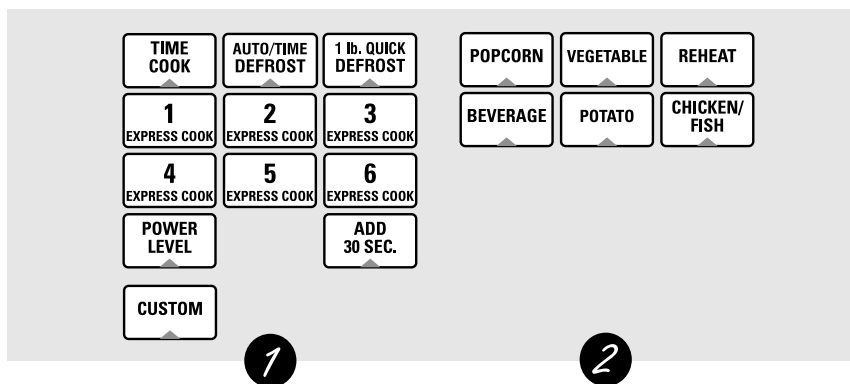 TIME
COOK
AUTO/TIME
DEFROST
1 lb. QUICK
DEFROST
1
EXPRESS COOK
2
EXPRESS COOK
3
EXPRESS COOK
4
EXPRESS COOK
5
EXPRESS COOK
6
EXPRESS COOK
POWER
LEVEL
ADD
30 SEC.
CUSTOM
1
POPCORN
VEGETABLE
REHEAT
BEVERAGE
POTATO
CHICKEN/
FISH
2